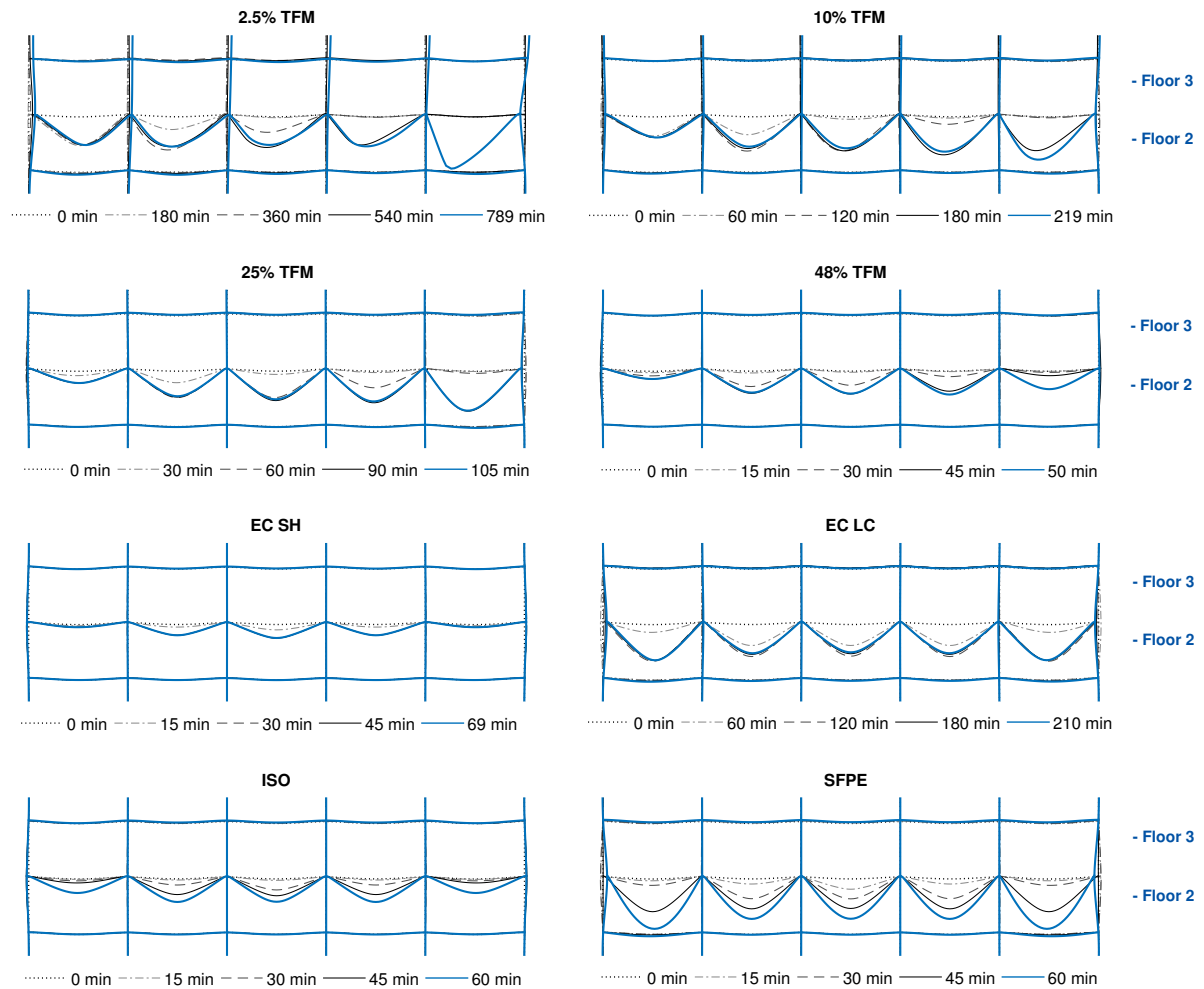 2.5% TFM
10% TFM
- Floor 3
- Floor 2
0 min 180 min 360 min 540 min 789 min
0 min 60 min 120 min 180 min 219 min
25% TFM
48% TFM
- Floor 3
- Floor 2
0 min 30 min 60 min 90 min 105 min
0 min 15 min 30 min 45 min 50 min
EC SH
EC LC
- Floor 3
- Floor 2
0 min 15 min 30 min 45 min 69 min
0 min 60 min 120 min 180 min 210 min
ISO
SFPE
- Floor 3
- Floor 2
0 min 15 min 30 min 45 min 60 min
0 min 15 min 30 min 45 min 60 min